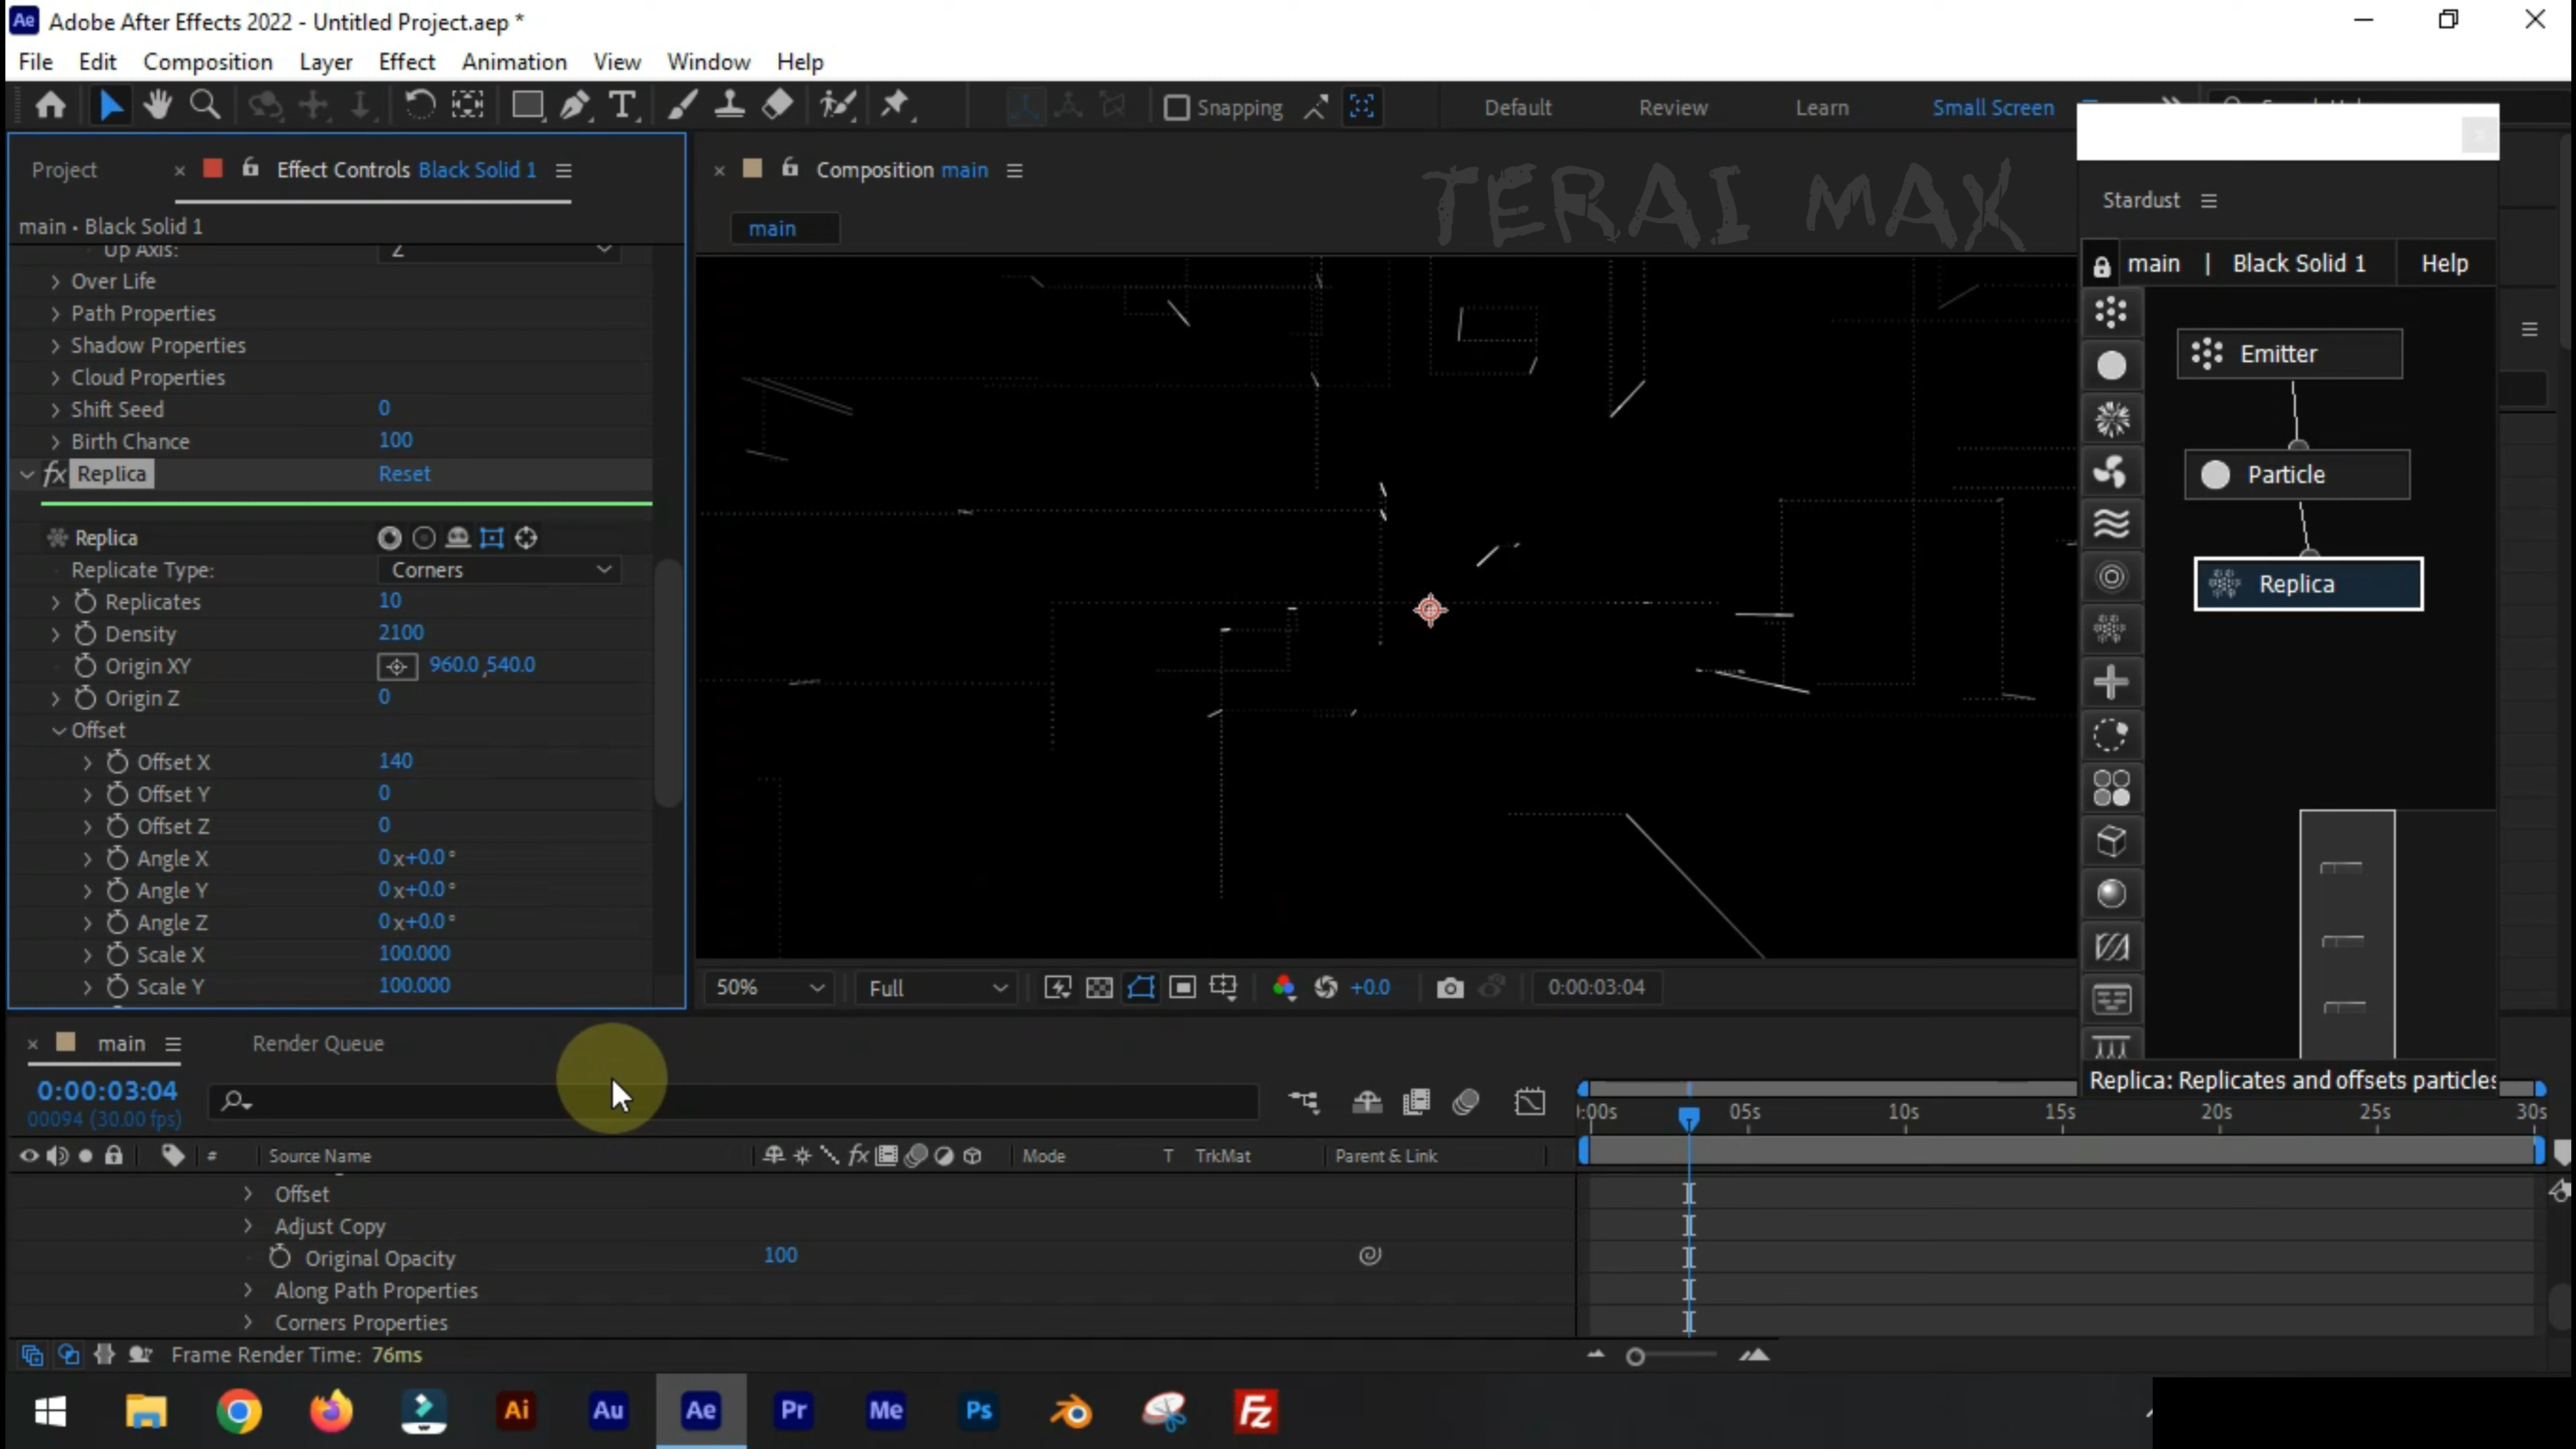 Ae Adobe After Effects 2022 - Untitled Project.aep *
File Edit Composition Layer Effect Animation View Window Help
Snapping Default Review Learn Small Screen
Project Effect Controls Black Solid 1
Composition main
TERAI MAX
main • Black Solid 1
main
Up Axis: Z
Over Life
Path Properties
Shadow Properties
Cloud Properties
Shift Seed 0
Birth Chance 100
fx Replica Reset
Replica
Replicate Type: Corners
Replicates 10
Density 2100
Origin XY 960.0,540.0
Origin Z 0
Offset
Offset X 140
Offset Y 0
Offset Z 0
Angle X 0x+0.0°
Angle Y 0x+0.0°
Angle Z 0x+0.0°
Scale X 100.000
Scale Y 100.000
50% Full +0.0 0:00:03:04
Stardust
main | Black Solid 1 Help
Emitter
Particle
Replica
Replica: Replicates and offsets particles
main Render Queue
0:00:03:04
00094 (30.00 fps)
:00s 05s 10s 15s 20s 25s 30s
# Source Name fx Mode T TrkMat Parent & Link
Offset
Adjust Copy
Original Opacity 100
Along Path Properties
Corners Properties
Frame Render Time: 76ms
Ai Au Ae Pr Me Ps Fz